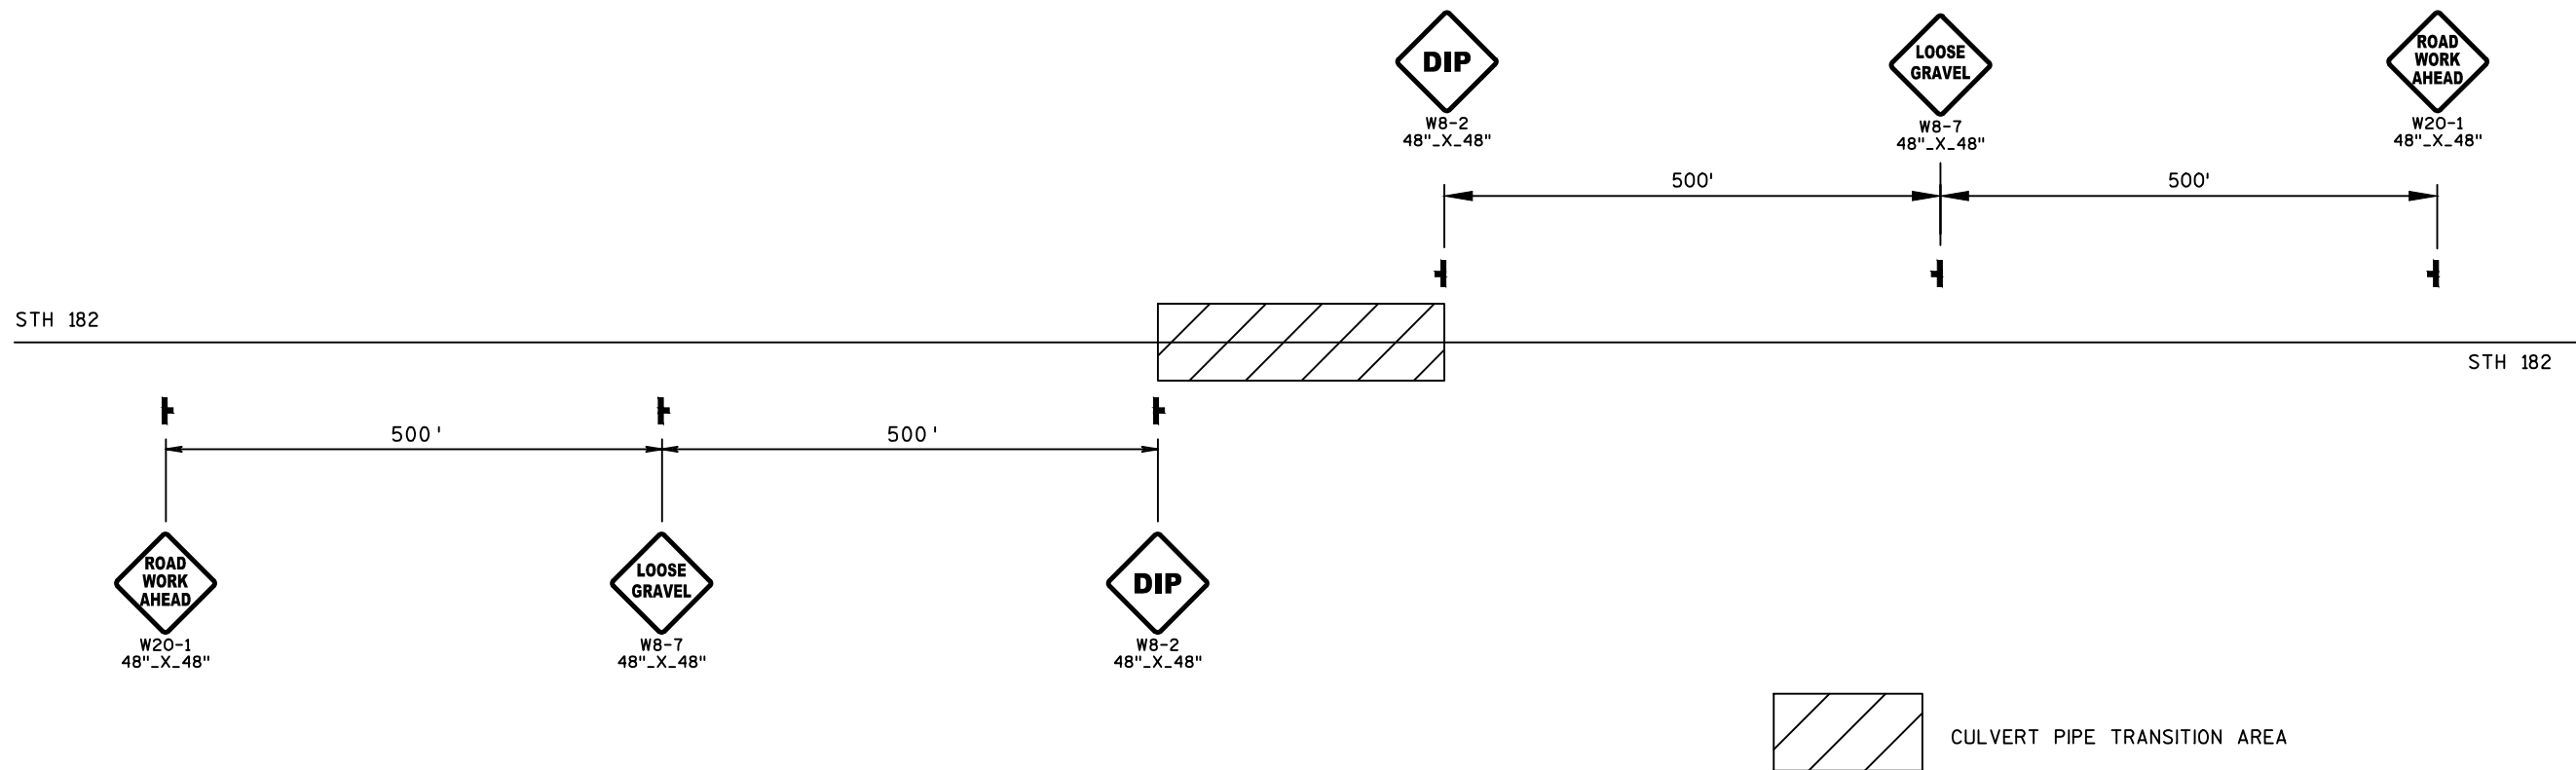 DIP
W8-2
48"_X_48"
LOOSE
GRAVEL
W8-7
48"_X_48"
ROAD
WORK
AHEAD
W20-1
48"_X_48"
500'
500'
STH 182
STH 182
500'
500'
ROAD
WORK
AHEAD
W20-1
48"_X_48"
LOOSE
GRAVEL
W8-7
48"_X_48"
DIP
W8-2
48"_X_48"
CULVERT PIPE TRANSITION AREA